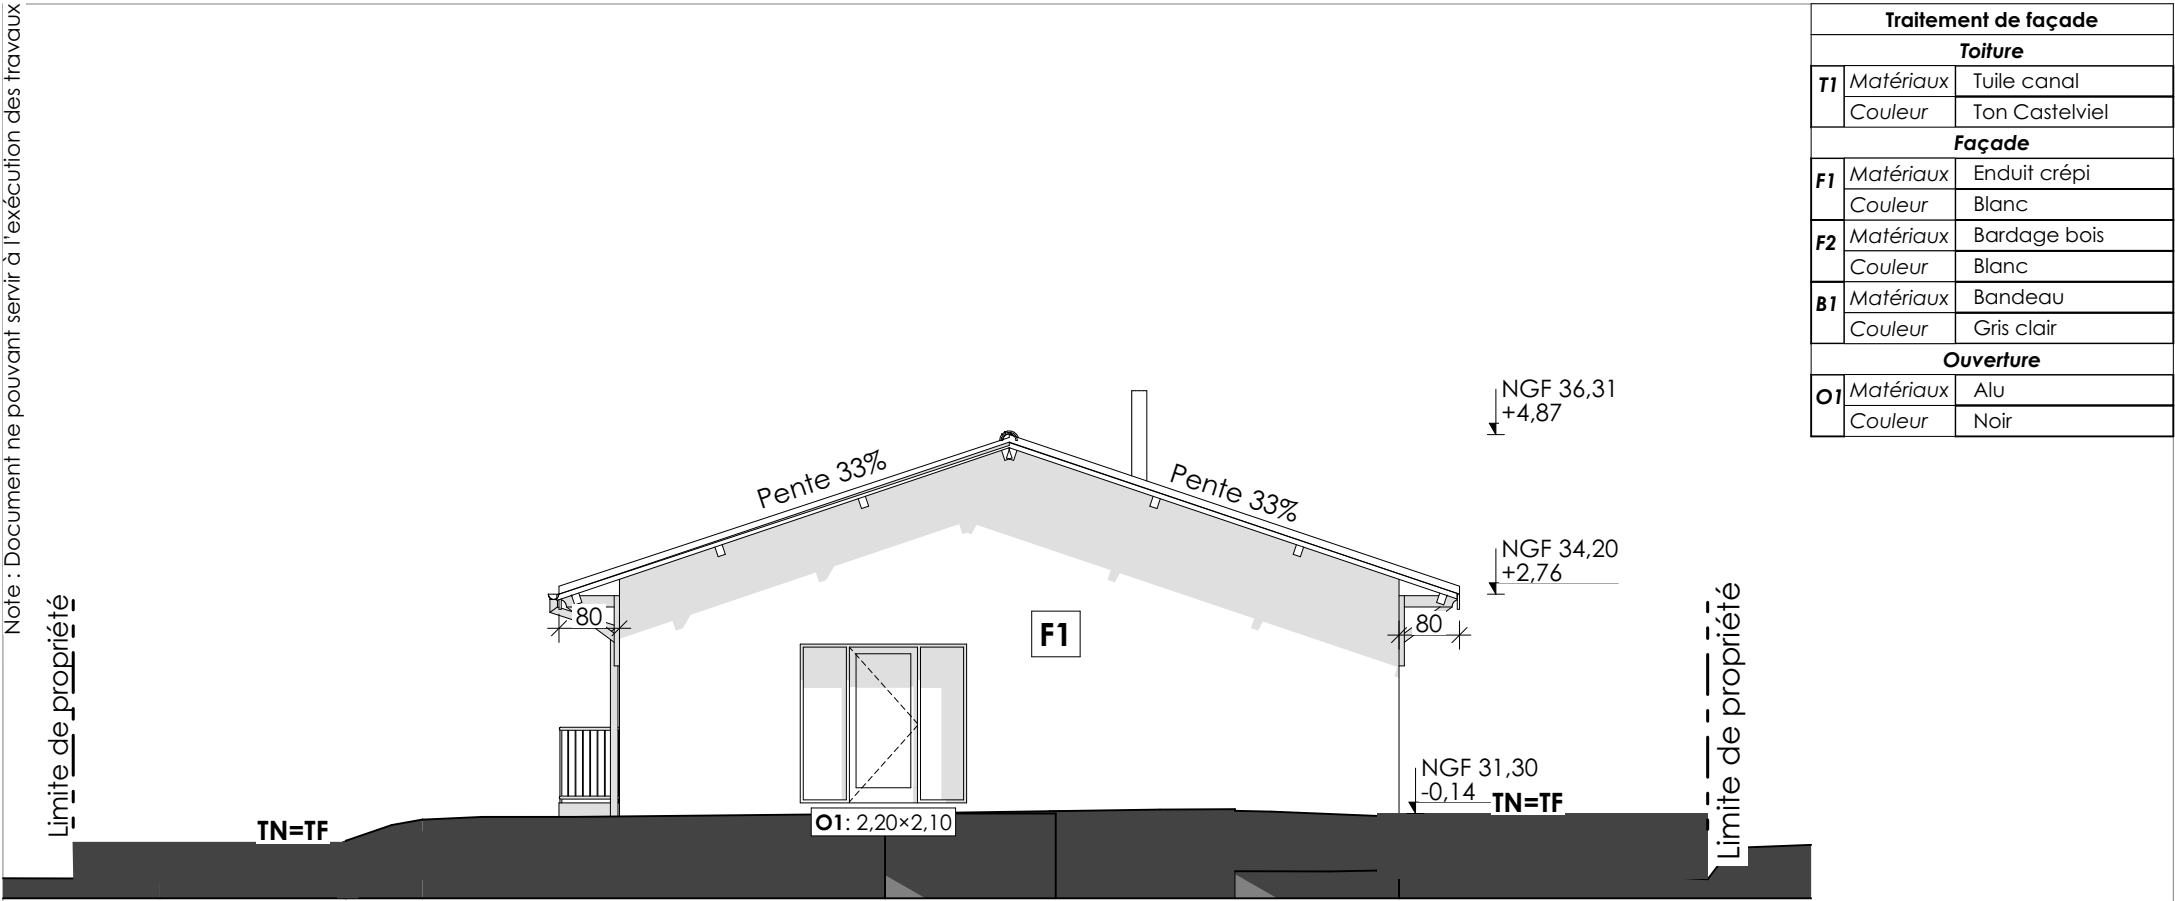 Note : Document ne pouvant servir à l'exécution des travaux
Traitement de façade
Toiture
T1 Matériaux Tuile canal
Couleur Ton Castelviel
Façade
F1 Matériaux Enduit crépi
Couleur Blanc
F2 Matériaux Bardage bois
Couleur Blanc
B1 Matériaux Bandeau
Couleur Gris clair
Ouverture
O1 Matériaux Alu
Couleur Noir
NGF 36,31
+4,87
Pente 33%
Pente 33%
NGF 34,20
+2,76
80
80
F1
Limite de propriété
Limite de propriété
NGF 31,30
-0,14
TN=TF
TN=TF
O1: 2,20×2,10